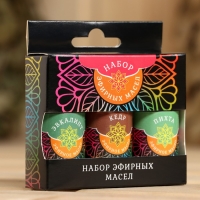 НАБОР
ЭФИРНЫХ МАСЕЛ
ЭВКАЛИПТ
КЕДР
ПИХТА
НАБОР ЭФИРНЫХ
МАСЕЛ